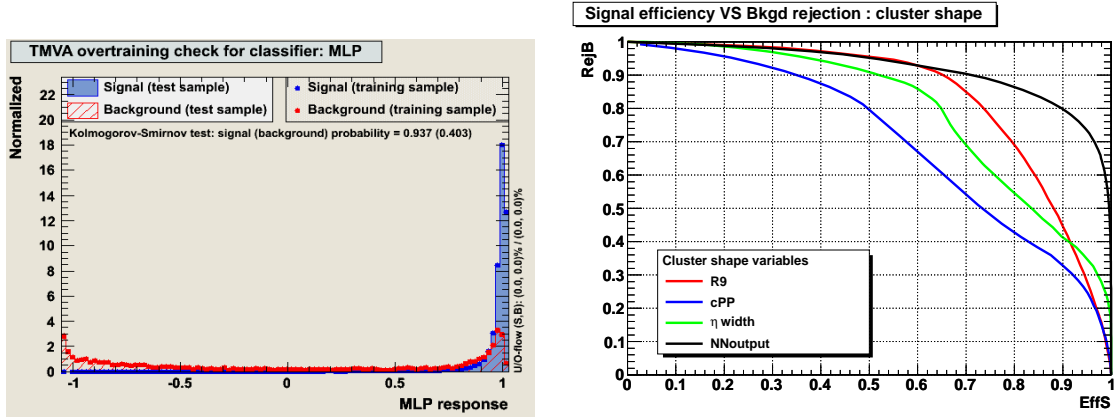 TMVA overtraining check for classifier: MLP
Normalized
Signal (test sample)
Background (test sample)
Signal (training sample)
Background (training sample)
Kolmogorov-Smirnov test: signal (background) probability = 0.937 (0.403)
22
20
18
16
14
12
10
8
6
4
2
0
-1 -0.5 0 0.5 1
MLP response
U/O-flow (S,B): (0.0, 0.0)% / (0.0, 0.0)%
Signal efficiency VS Bkgd rejection : cluster shape
RejB
1
0.9
0.8
0.7
0.6
0.5
0.4
0.3
0.2
0.1
0
Cluster shape variables
R9
cPP
η width
NNoutput
0 0.1 0.2 0.3 0.4 0.5 0.6 0.7 0.8 0.9 1
EffS